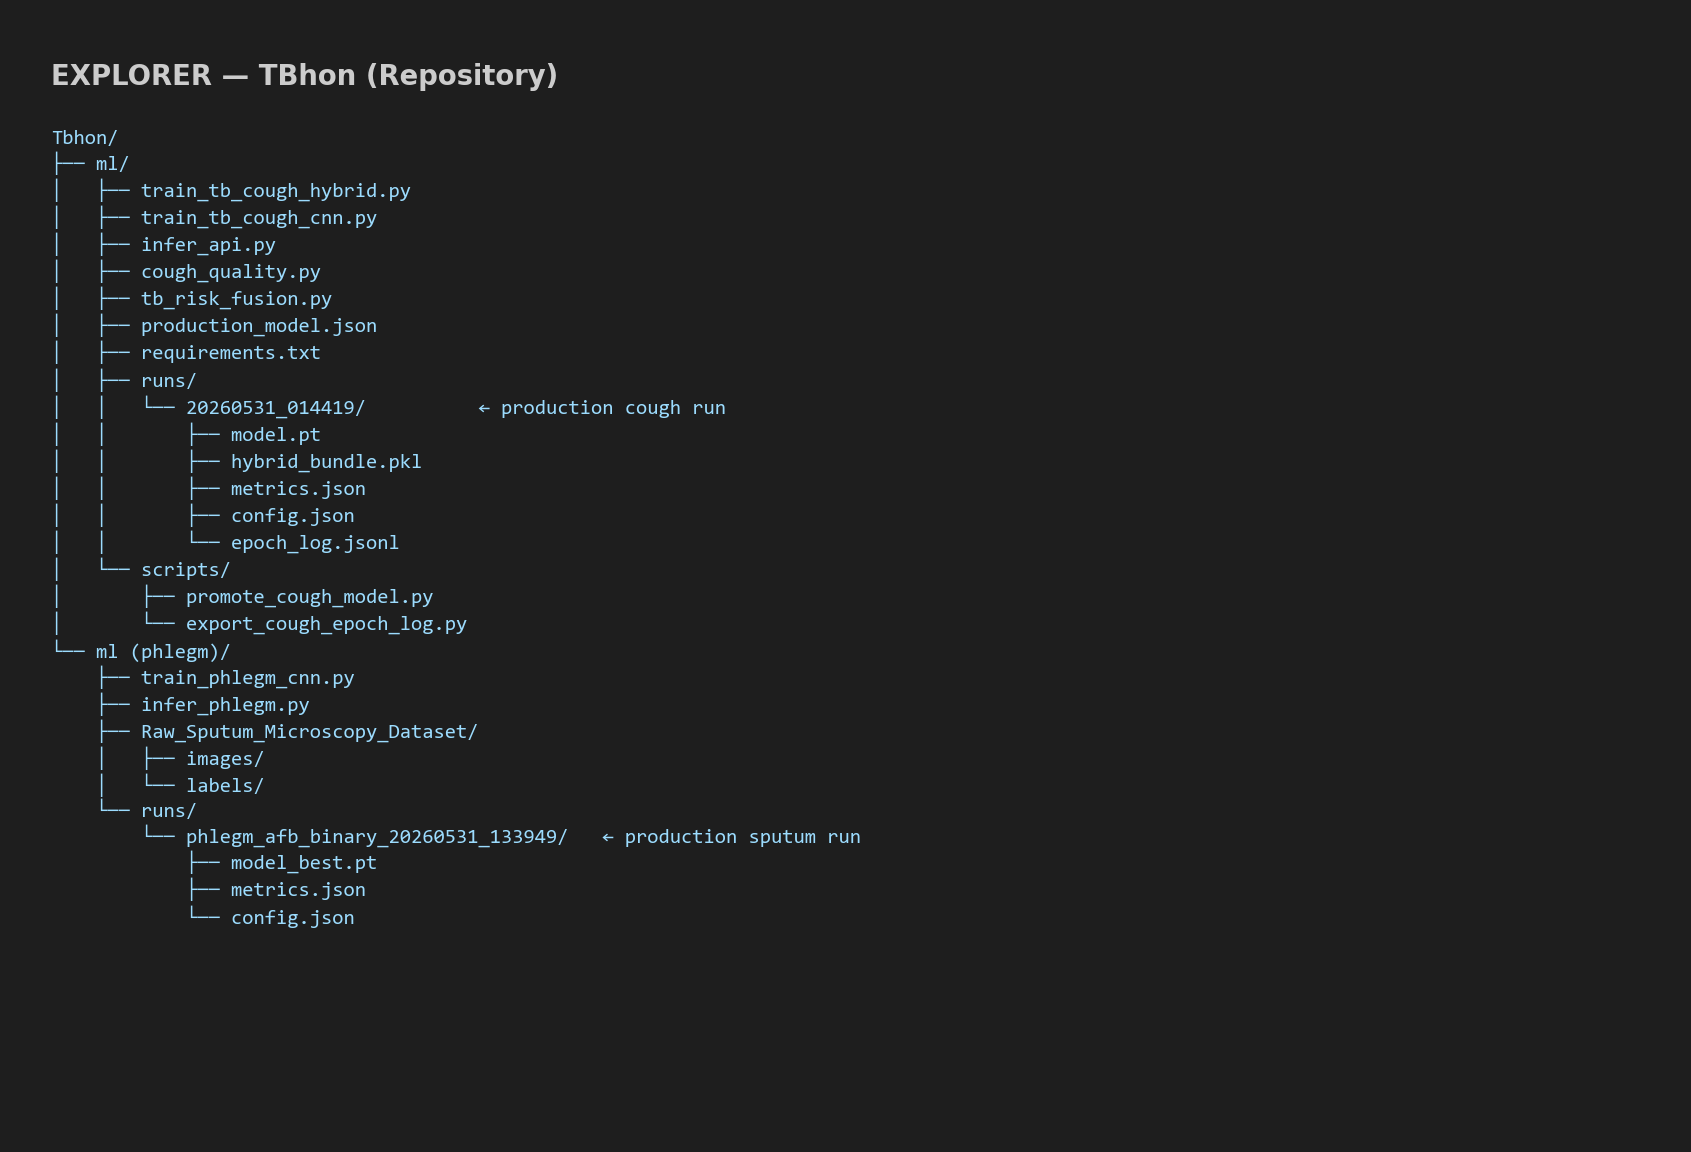 EXPLORER — TBhon (Repository)
Tbhon/
├── ml/
│   ├── train_tb_cough_hybrid.py
│   ├── train_tb_cough_cnn.py
│   ├── infer_api.py
│   ├── cough_quality.py
│   ├── tb_risk_fusion.py
│   ├── production_model.json
│   ├── requirements.txt
│   ├── runs/
│   │   └── 20260531_014419/          ← production cough run
│   │       ├── model.pt
│   │       ├── hybrid_bundle.pkl
│   │       ├── metrics.json
│   │       ├── config.json
│   │       └── epoch_log.jsonl
│   └── scripts/
│       ├── promote_cough_model.py
│       └── export_cough_epoch_log.py
└── ml (phlegm)/
    ├── train_phlegm_cnn.py
    ├── infer_phlegm.py
    ├── Raw_Sputum_Microscopy_Dataset/
    │   ├── images/
    │   └── labels/
    └── runs/
        └── phlegm_afb_binary_20260531_133949/   ← production sputum run
            ├── model_best.pt
            ├── metrics.json
            └── config.json